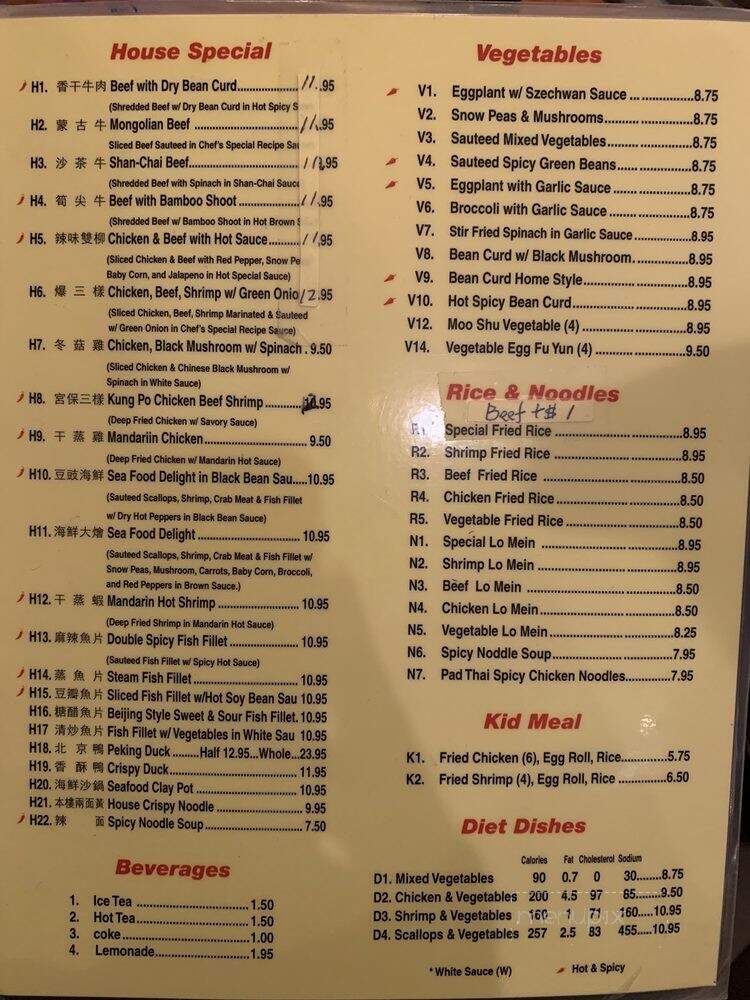 House Special
H1. 香干牛肉 Beef with Dry Bean Curd 11.95
(Shredded Beef w/ Dry Bean Curd in Hot Spicy S
H2. 蒙古牛 Mongolian Beef 11.95
Sliced Beef Sauteed in Chef's Special Recipe Sau
H3. 沙茶牛 Shan-Chai Beef .95
(Shredded Beef with Spinach in Shan-Chai Sauce
H4. 筍尖牛 Beef with Bamboo Shoot 11.95
(Shredded Beef w/ Bamboo Shoot in Hot Brown S
H5. 辣味雙柳 Chicken & Beef with Hot Sauce 11.95
(Sliced Chicken & Beef with Red Pepper, Snow Pe
Baby Corn, and Jalapeno in Hot Special Sauce)
H6. 爆三樣 Chicken, Beef, Shrimp w/ Green Onio 12.95
(Sliced Chicken, Beef, Shrimp Marinated & Sauteed
w/ Green Onion in Chef's Special Recipe Sauce)
H7. 冬菇雞 Chicken, Black Mushroom w/ Spinach . 9.50
(Sliced Chicken & Chinese Black Mushroom w/
Spinach in White Sauce)
H8. 宮保三樣 Kung Po Chicken Beef Shrimp .95
(Deep Fried Chicken w/ Savory Sauce)
H9. 干蒸雞 Mandariin Chicken 9.50
(Deep Fried Chicken w/ Mandarin Hot Sauce)
H10. 豆豉海鮮 Sea Food Delight in Black Bean Sau.....10.95
(Sauteed Scallops, Shrimp, Crab Meat & Fish Fillet
w/ Dry Hot Peppers in Black Bean Sauce)
H11. 海鮮大燴 Sea Food Delight 10.95
(Sauteed Scallops, Shrimp, Crab Meat & Fish Fillet w/
Snow Peas, Mushroom, Carrots, Baby Corn, Broccoli,
and Red Peppers in Brown Sauce.)
H12. 干蒸蝦 Mandarin Hot Shrimp 10.95
(Deep Fried Shrimp in Mandarin Hot Sauce)
H13. 麻辣魚片 Double Spicy Fish Fillet 10.95
(Sauteed Fish Fillet w/ Spicy Hot Sauce)
H14. 蒸魚片 Steam Fish Fillet 10.95
H15. 豆瓣魚片 Sliced Fish Fillet w/Hot Soy Bean Sau 10.95
H16. 糖醋魚片 Beijing Style Sweet & Sour Fish Fillet. 10.95
H17 清炒魚片 Fish Fillet w/ Vegetables in White Sau 10.95
H18. 北京鴨 Peking Duck ........Half 12.95...Whole...23.95
H19. 香酥鴨 Crispy Duck 11.95
H20. 海鮮沙鍋 Seafood Clay Pot 10.95
H21. 本樓兩面黃 House Crispy Noodle 9.95
H22. 辣面 Spicy Noodle Soup 7.50
Beverages
1. Ice Tea 1.50
2. Hot Tea 1.50
3. coke 1.00
4. Lemonade 1.95
Vegetables
V1. Eggplant w/ Szechwan Sauce 8.75
V2. Snow Peas & Mushrooms 8.75
V3. Sauteed Mixed Vegetables 8.75
V4. Sauteed Spicy Green Beans 8.75
V5. Eggplant with Garlic Sauce 8.75
V6. Broccoli with Garlic Sauce 8.75
V7. Stir Fried Spinach in Garlic Sauce 8.95
V8. Bean Curd w/ Black Mushroom 8.95
V9. Bean Curd Home Style 8.95
V10. Hot Spicy Bean Curd 8.95
V12. Moo Shu Vegetable (4) 8.95
V14. Vegetable Egg Fu Yun (4) 9.50
Rice & Noodles
Beef +$1
R1. Special Fried Rice 8.95
R2. Shrimp Fried Rice 8.95
R3. Beef Fried Rice 8.50
R4. Chicken Fried Rice 8.50
R5. Vegetable Fried Rice 8.50
N1. Special Lo Mein 8.95
N2. Shrimp Lo Mein 8.95
N3. Beef Lo Mein 8.50
N4. Chicken Lo Mein 8.50
N5. Vegetable Lo Mein 8.25
N6. Spicy Noddle Soup 7.95
N7. Pad Thai Spicy Chicken Noodles 7.95
Kid Meal
K1. Fried Chicken (6), Egg Roll, Rice 5.75
K2. Fried Shrimp (4), Egg Roll, Rice 6.50
Diet Dishes
Calories Fat Cholesterol Sodium
D1. Mixed Vegetables 90 0.7 0 30 8.75
D2. Chicken & Vegetables 200 4.5 97 85 9.50
D3. Shrimp & Vegetables 160 1 71 160 10.95
D4. Scallops & Vegetables 257 2.5 83 455 10.95
menupix
* White Sauce (W) Hot & Spicy